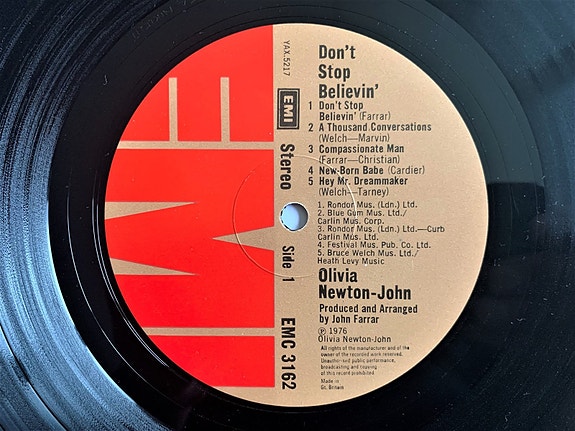 Don't
Stop
Believin'
1 Don't Stop
Believin' (Farrar)
2 A Thousand Conversations
(Welch—Marvin)
3 Compassionate Man
(Farrar—Christian)
4 New-Born Babe (Cardier)
5 Hey Mr. Dreammaker
(Welch—Tarney)
1. Rondor Mus. (Ldn.) Ltd.
2. Blue Gum Mus. Ltd./
Carlin Mus. Corp.
3. Rondor Mus. (Ldn.) Ltd.—Curb
Carlin Mus. Ltd.
4. Festival Mus. Pub. Co. Ltd.
5. Bruce Welch Mus. Ltd./
Heath Levy Music
Olivia
Newton-John
Produced and Arranged
by John Farrar
℗ 1976
Olivia Newton-John
All rights of the manufacturer and of the
owner of the recorded work reserved.
Unauthorised public performance,
broadcasting and copying
of this record prohibited
Made in
Gt. Britain
YAX.5217
EMI
Stereo
Side 1
EMC 3162
EMI